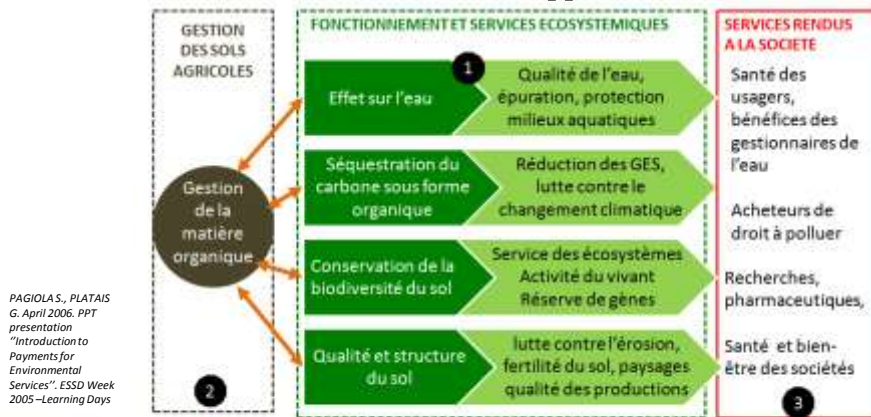 GESTION
DES SOLS
AGRICOLES
FONCTIONNEMENT ET SERVICES ECOSYSTEMIQUES
SERVICES RENDUS
A LA SOCIETE
1
Effet sur l'eau
Qualité de l'eau,
épuration, protection
milieux aquatiques
Santé des
usagers,
bénéfices des
gestionnaires de
l'eau
Gestion
de la
matière
organique
Séquestration du
carbone sous forme
organique
Réduction des GES,
lutte contre le
changement climatique
Acheteurs de
droit à polluer
Conservation de la
biodiversité du sol
Service des écosystèmes
Activité du vivant
Réserve de gènes
Recherches,
pharmaceutiques,
Qualité et structure
du sol
lutte contre l'érosion,
fertilité du sol, paysages
qualité des productions
Santé et bien-
être des sociétés
2
3
PAGIOLA S., PLATAIS
G. April 2006. PPT
presentation
"Introduction to
Payments for
Environmental
Services". ESSD Week
2005 –Learning Days